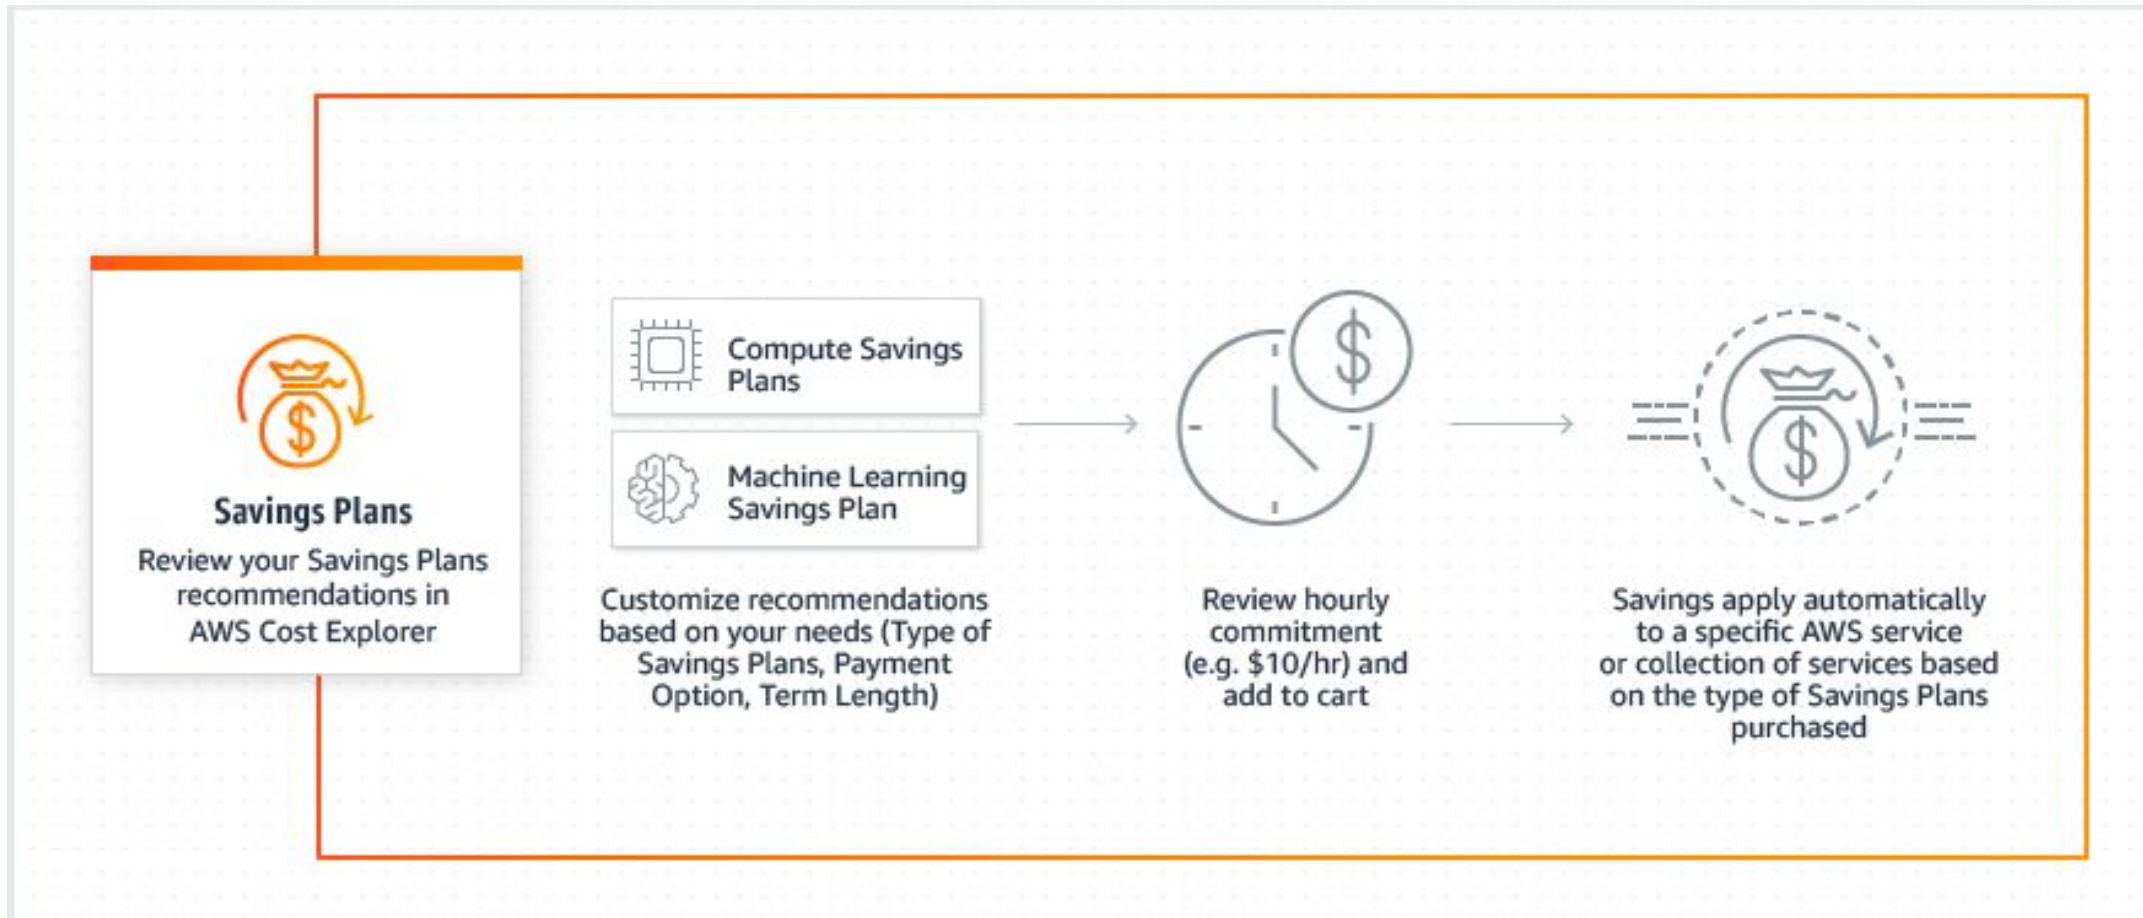 Savings Plans
Review your Savings Plans
recommendations in
AWS Cost Explorer
Compute Savings
Plans
Machine Learning
Savings Plan
Customize recommendations
based on your needs (Type of
Savings Plans, Payment
Option, Term Length)
Review hourly
commitment
(e.g. $10/hr) and
add to cart
Savings apply automatically
to a specific AWS service
or collection of services based
on the type of Savings Plans
purchased